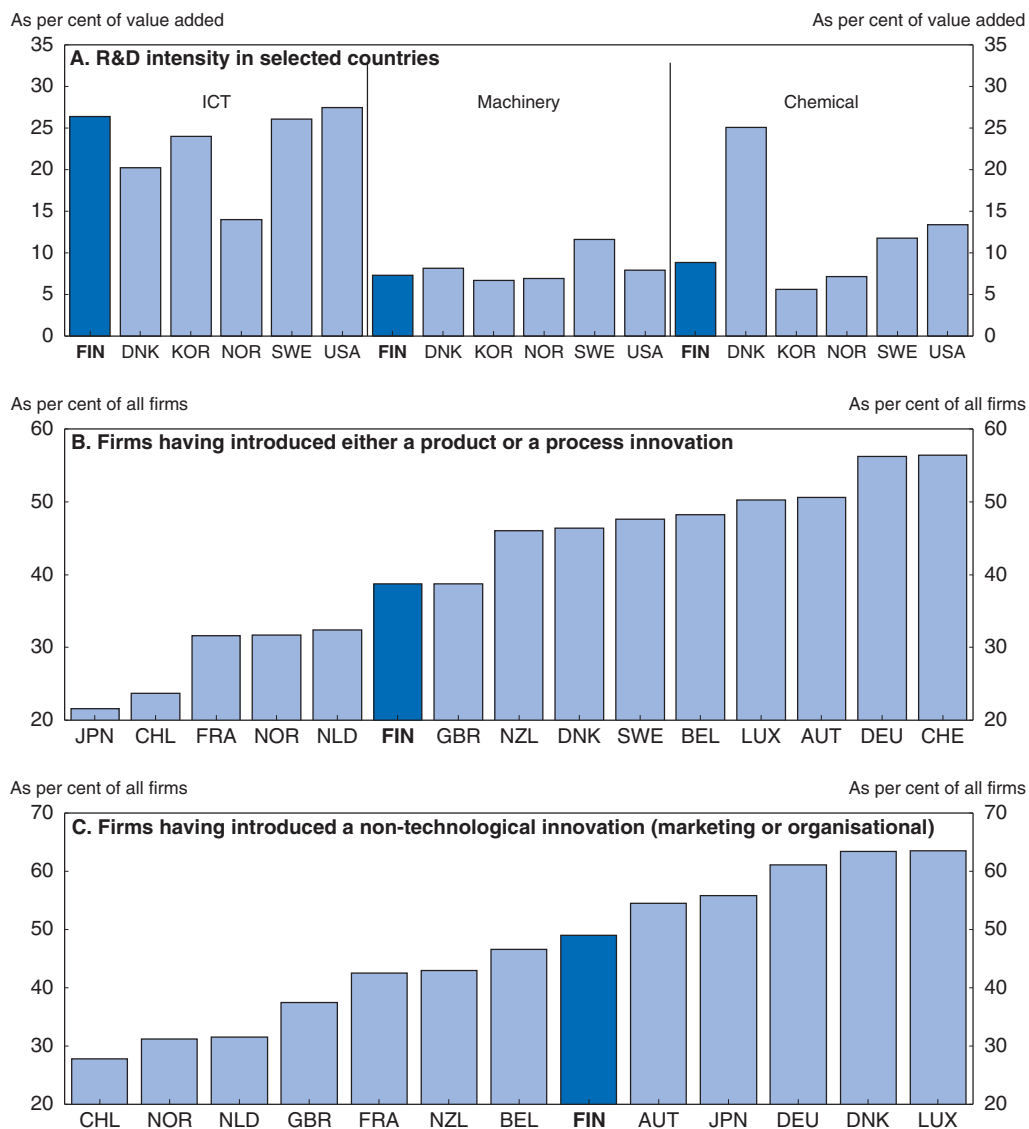 As per cent of value added As per cent of value added
A. R&D intensity in selected countries
ICT Machinery Chemical
35 35
30 30
25 25
20 20
15 15
10 10
5 5
0 0
FIN DNK KOR NOR SWE USA FIN DNK KOR NOR SWE USA FIN DNK KOR NOR SWE USA
As per cent of all firms As per cent of all firms
B. Firms having introduced either a product or a process innovation
60 60
50 50
40 40
30 30
20 20
JPN CHL FRA NOR NLD FIN GBR NZL DNK SWE BEL LUX AUT DEU CHE
As per cent of all firms As per cent of all firms
C. Firms having introduced a non-technological innovation (marketing or organisational)
70 70
60 60
50 50
40 40
30 30
20 20
CHL NOR NLD GBR FRA NZL BEL FIN AUT JPN DEU DNK LUX